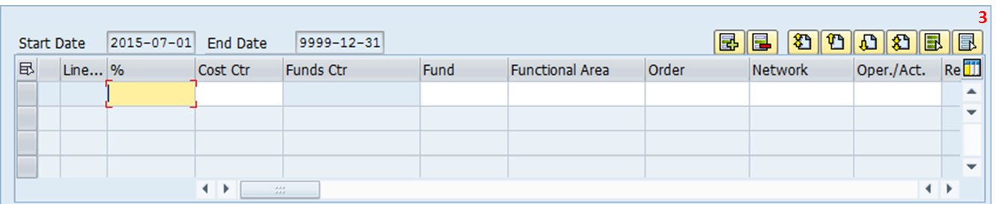 3
Start Date 2015-07-01 End Date 9999-12-31
Line... % Cost Ctr Funds Ctr Fund Functional Area Order Network Oper./Act. Re